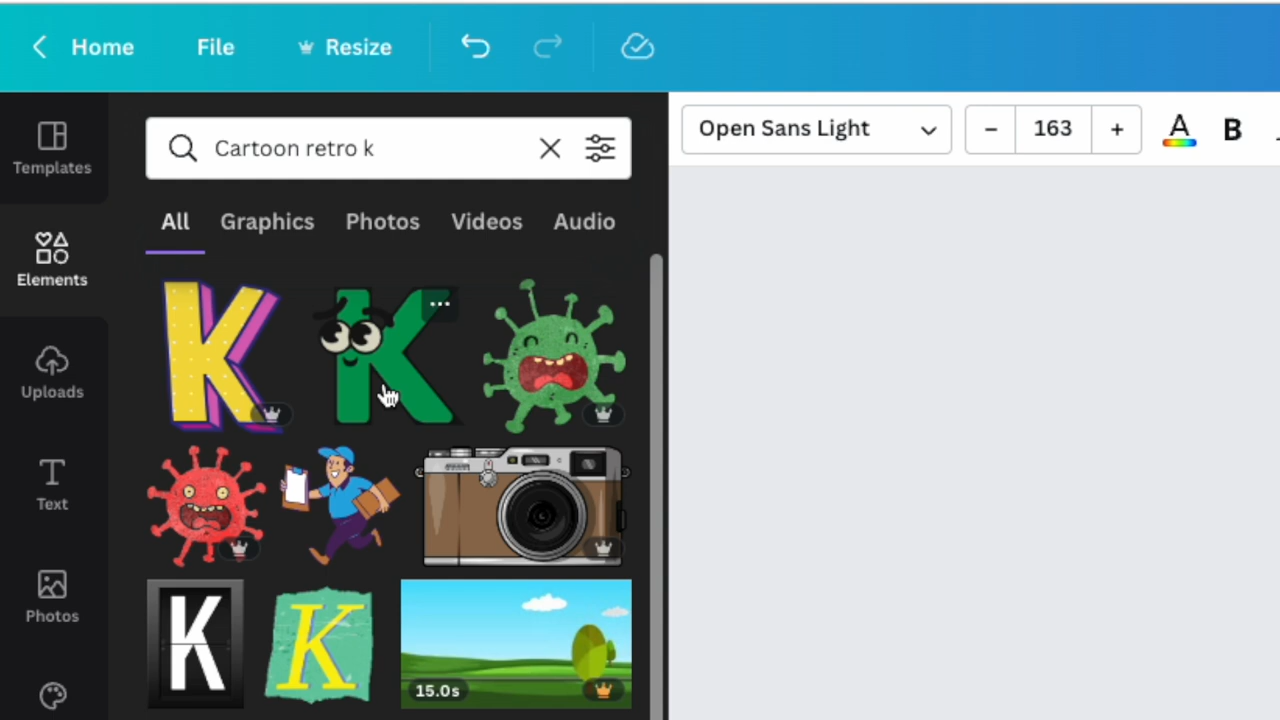 Home File Resize
Templates
Elements
Uploads
Text
Photos
Cartoon retro k
All Graphics Photos Videos Audio
K K
K K
15.0s
Open Sans Light
− 163 + A B